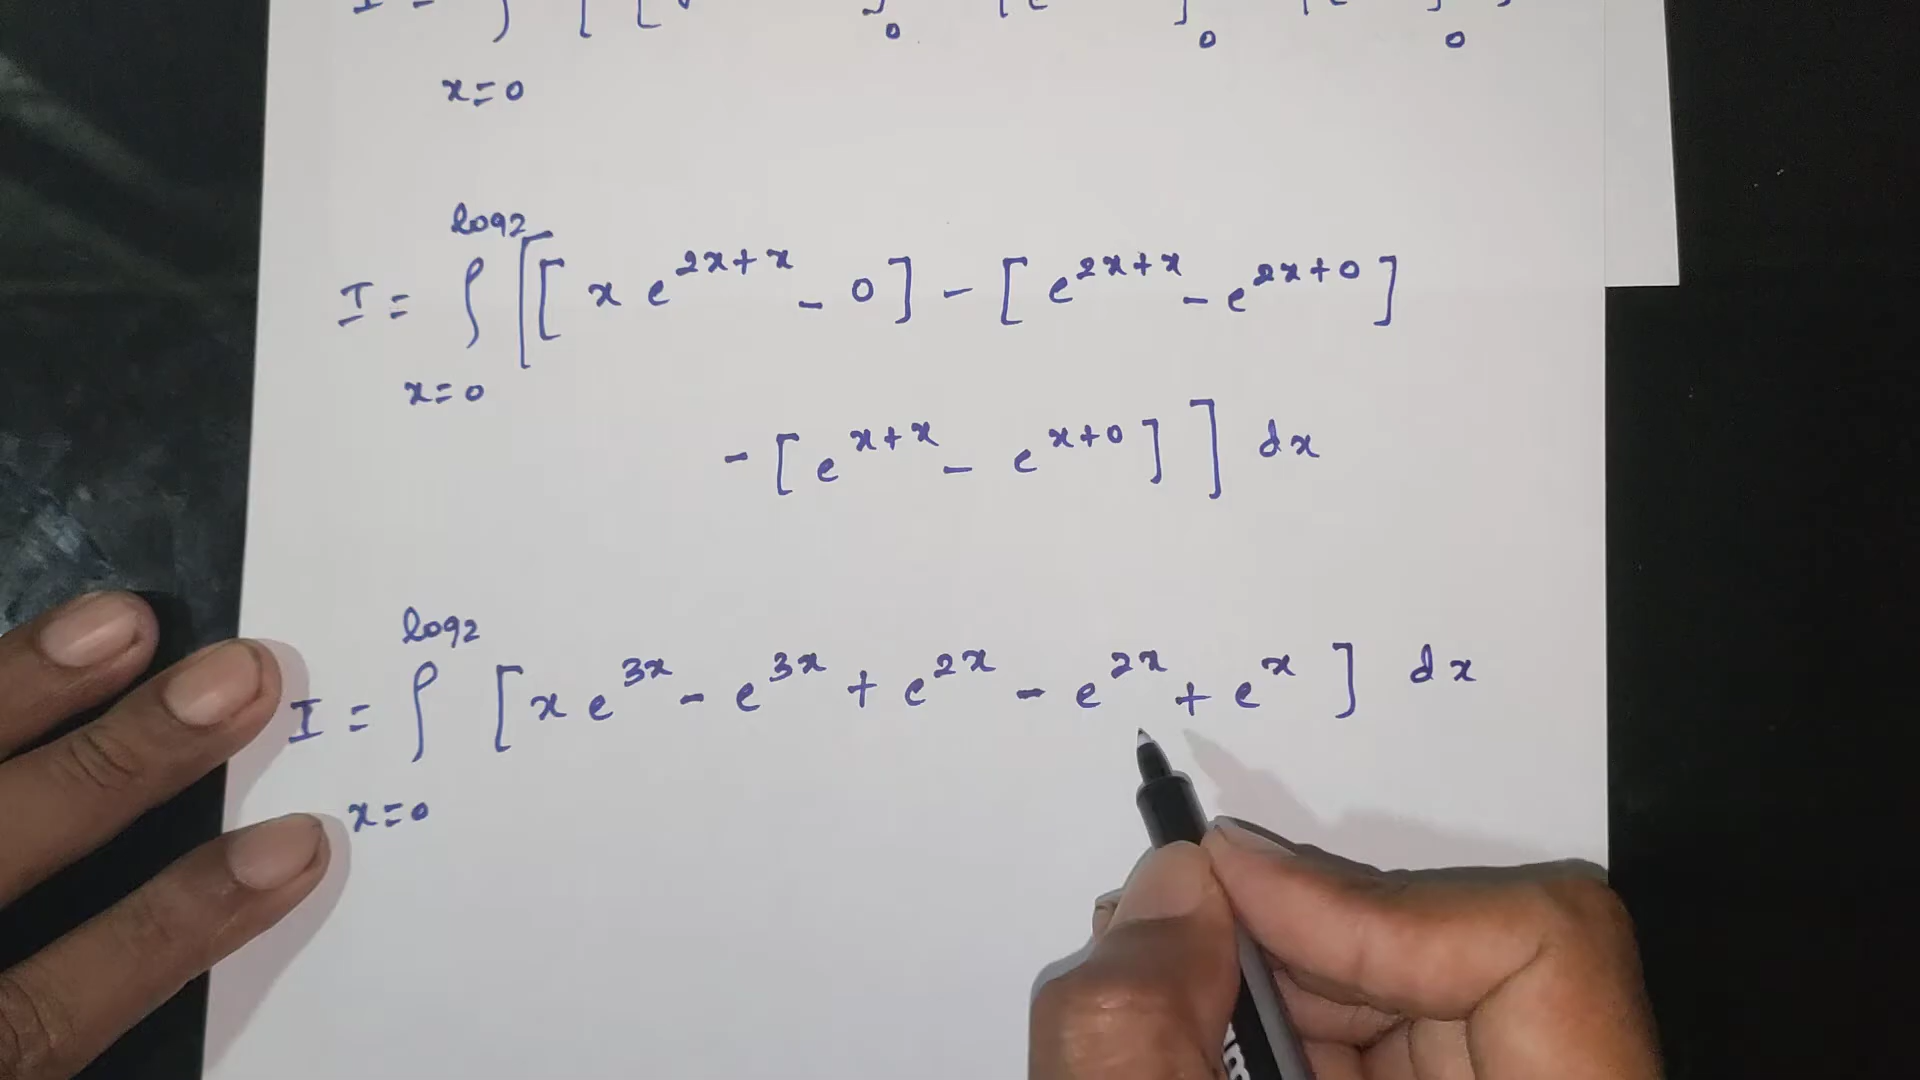 x=0
log2
I = ∫ [[ x e^{2x+x} - 0 ] - [ e^{2x+x} - e^{2x+0} ]
x=0
- [ e^{x+x} - e^{x+0} ] ] dx
log2
I = ∫ [ x e^{3x} - e^{3x} + e^{2x} - e^{2x} + e^{x} ] dx
x=0